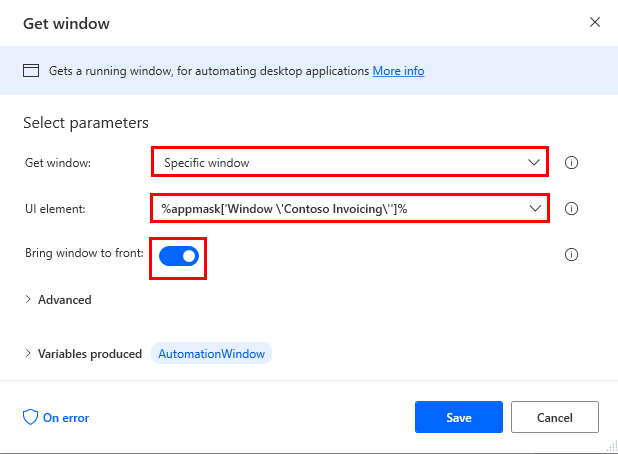 Get window
Gets a running window, for automating desktop applications More info
Select parameters
Get window: Specific window
UI element: %appmask['Window \'Contoso Invoicing\'']%
Bring window to front:
Advanced
Variables produced AutomationWindow
On error Save Cancel